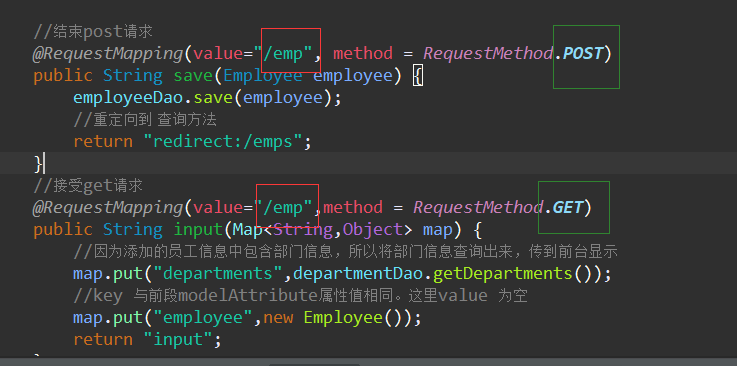 //结束post请求
@RequestMapping(value="/emp", method = RequestMethod.POST)
public String save(Employee employee) {
employeeDao.save(employee);
//重定向到 查询方法
return "redirect:/emps";
}
//接受get请求
@RequestMapping(value="/emp",method = RequestMethod.GET)
public String input(Map<String,Object> map) {
//因为添加的员工信息中包含部门信息，所以将部门信息查询出来，传到前台显示
map.put("departments",departmentDao.getDepartments());
//key 与前段modelAttribute属性值相同。这里value 为空
map.put("employee",new Employee());
return "input";